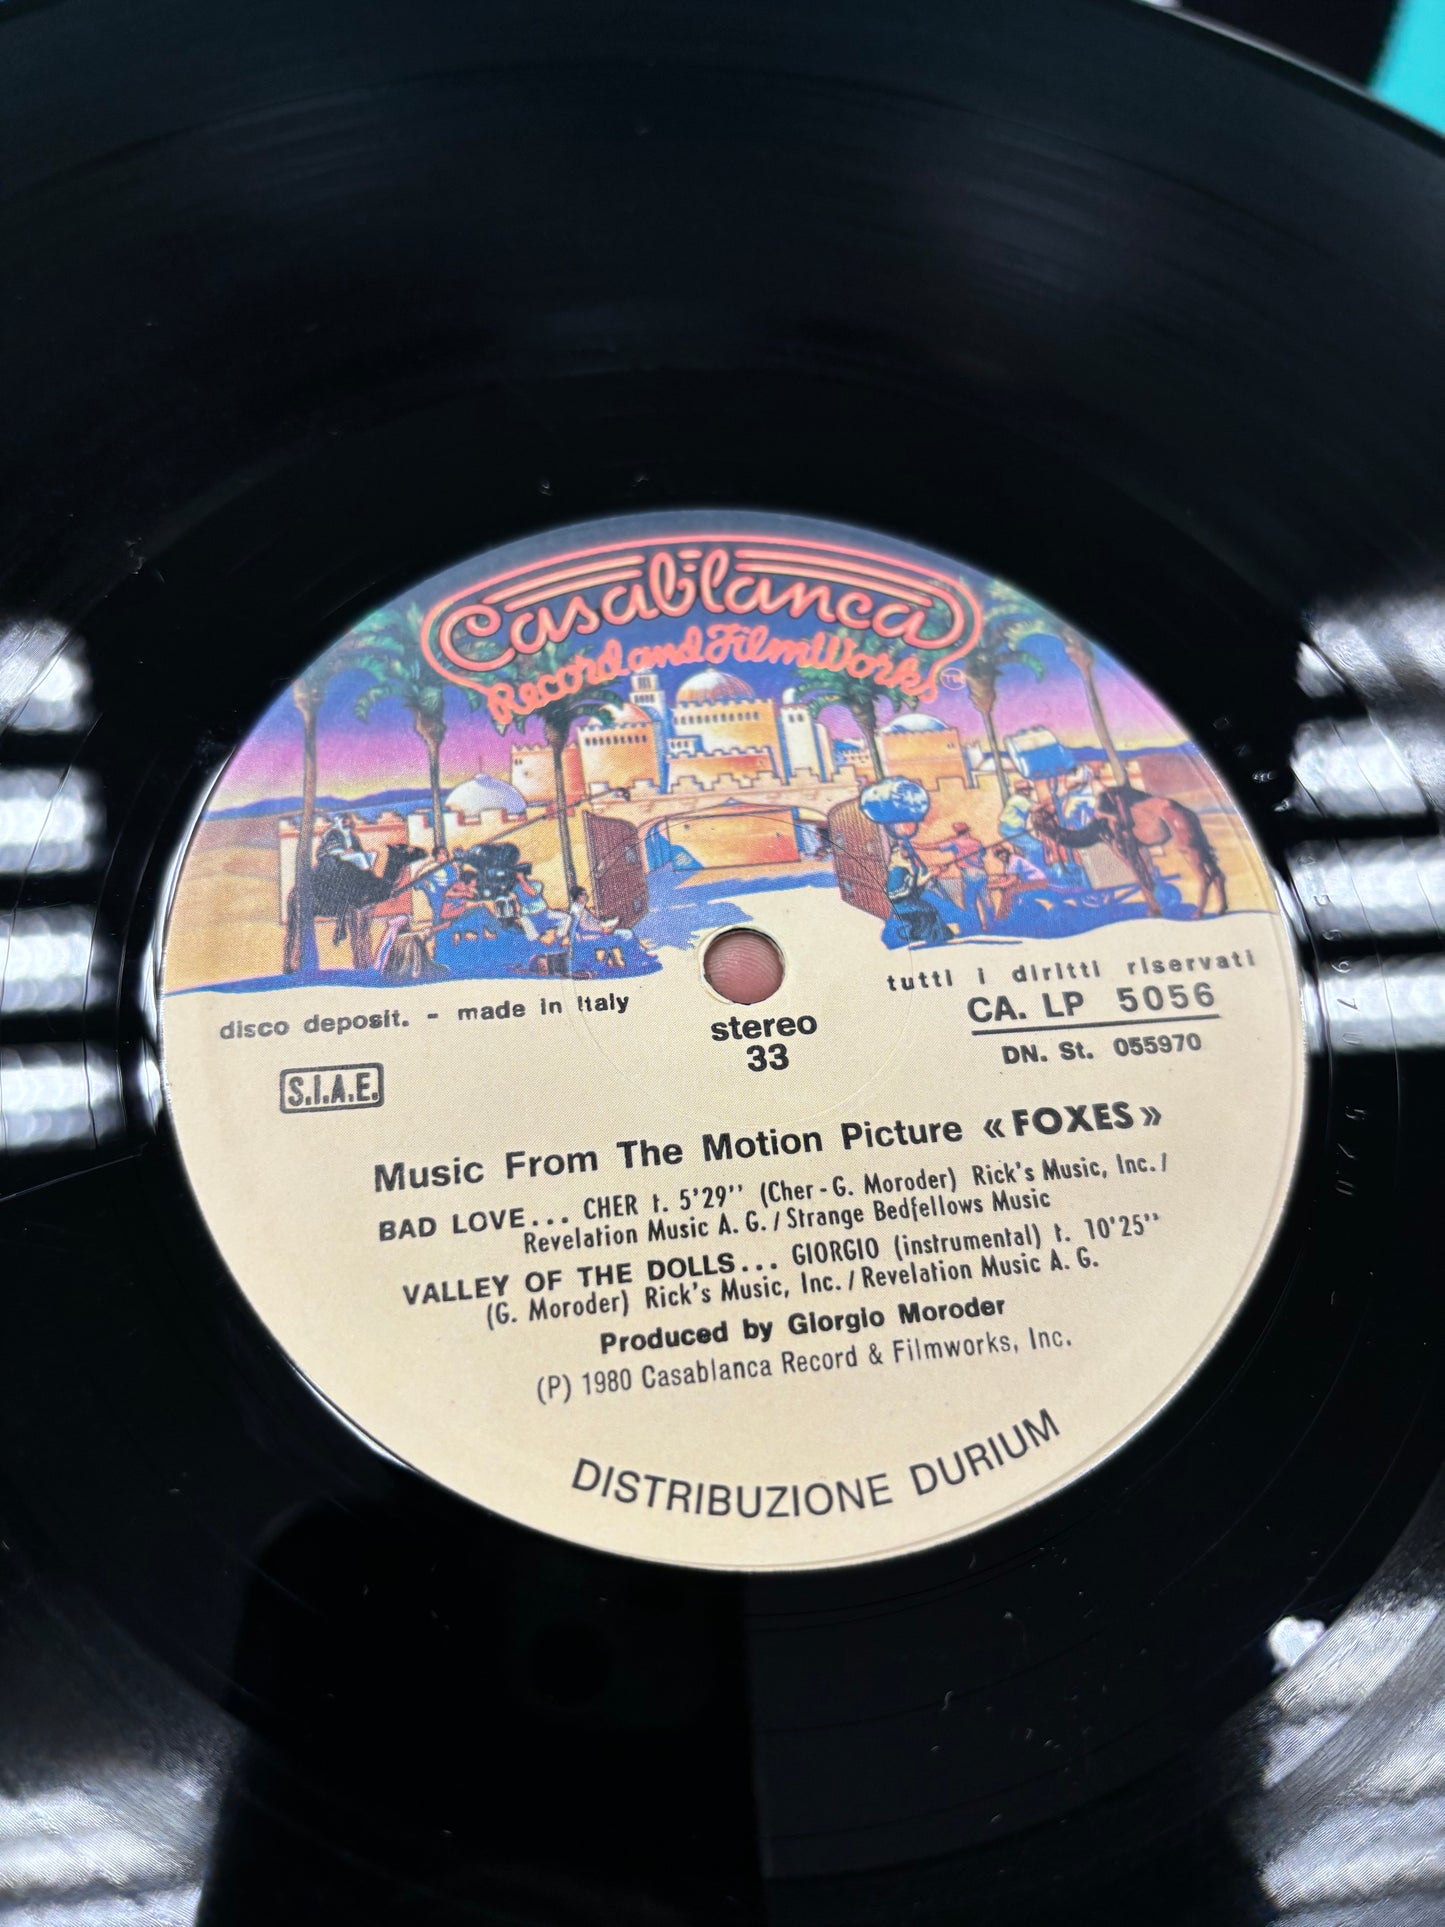 Casablanca
Record and FilmWorks TM
disco deposit. - made in Italy
tutti i diritti riservati
stereo
33
CA. LP 5056
DN. St. 055970
S.I.A.E.
Music From The Motion Picture «FOXES»
BAD LOVE... CHER t. 5'29'' (Cher - G. Moroder) Rick's Music, Inc./
Revelation Music A. G. / Strange Bedfellows Music
VALLEY OF THE DOLLS... GIORGIO (instrumental) t. 10'25''
(G. Moroder) Rick's Music, Inc. / Revelation Music A. G.
Produced by Giorgio Moroder
(P) 1980 Casablanca Record & Filmworks, Inc.
DISTRIBUZIONE DURIUM